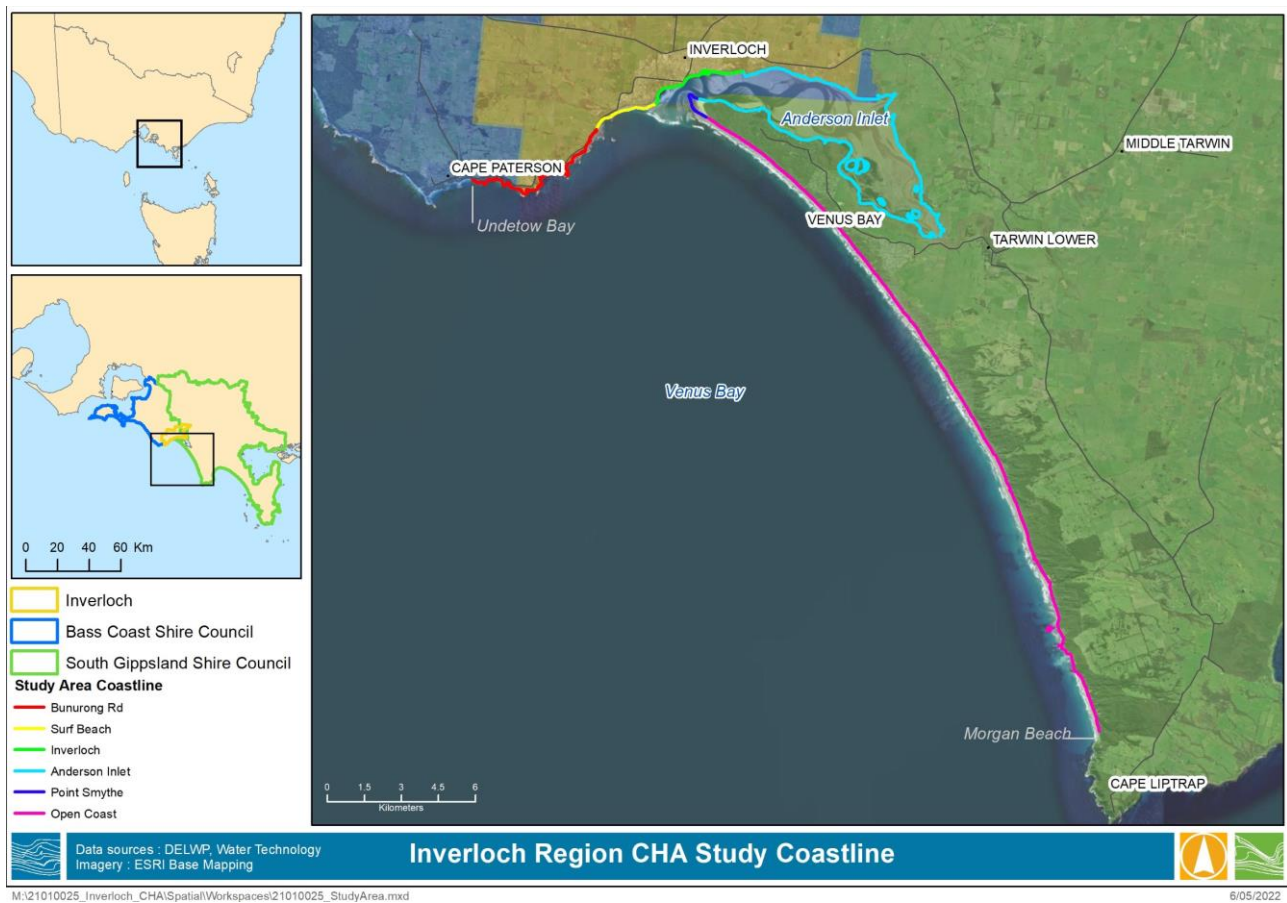 INVERLOCH
Anderson Inlet
MIDDLE TARWIN
CAPE PATERSON
Undetow Bay
VENUS BAY
TARWIN LOWER
Venus Bay
Morgan Beach
CAPE LIPTRAP
0 1.5 3 4.5 6
Kilometers
0 20 40 60 Km
Inverloch
Bass Coast Shire Council
South Gippsland Shire Council
Study Area Coastline
Bunurong Rd
Surf Beach
Inverloch
Anderson Inlet
Point Smythe
Open Coast
Data sources : DELWP, Water Technology
Imagery : ESRI Base Mapping
Inverloch Region CHA Study Coastline
M:\21010025_Inverloch_CHA\Spatial\Workspaces\21010025_StudyArea.mxd
6/05/2022